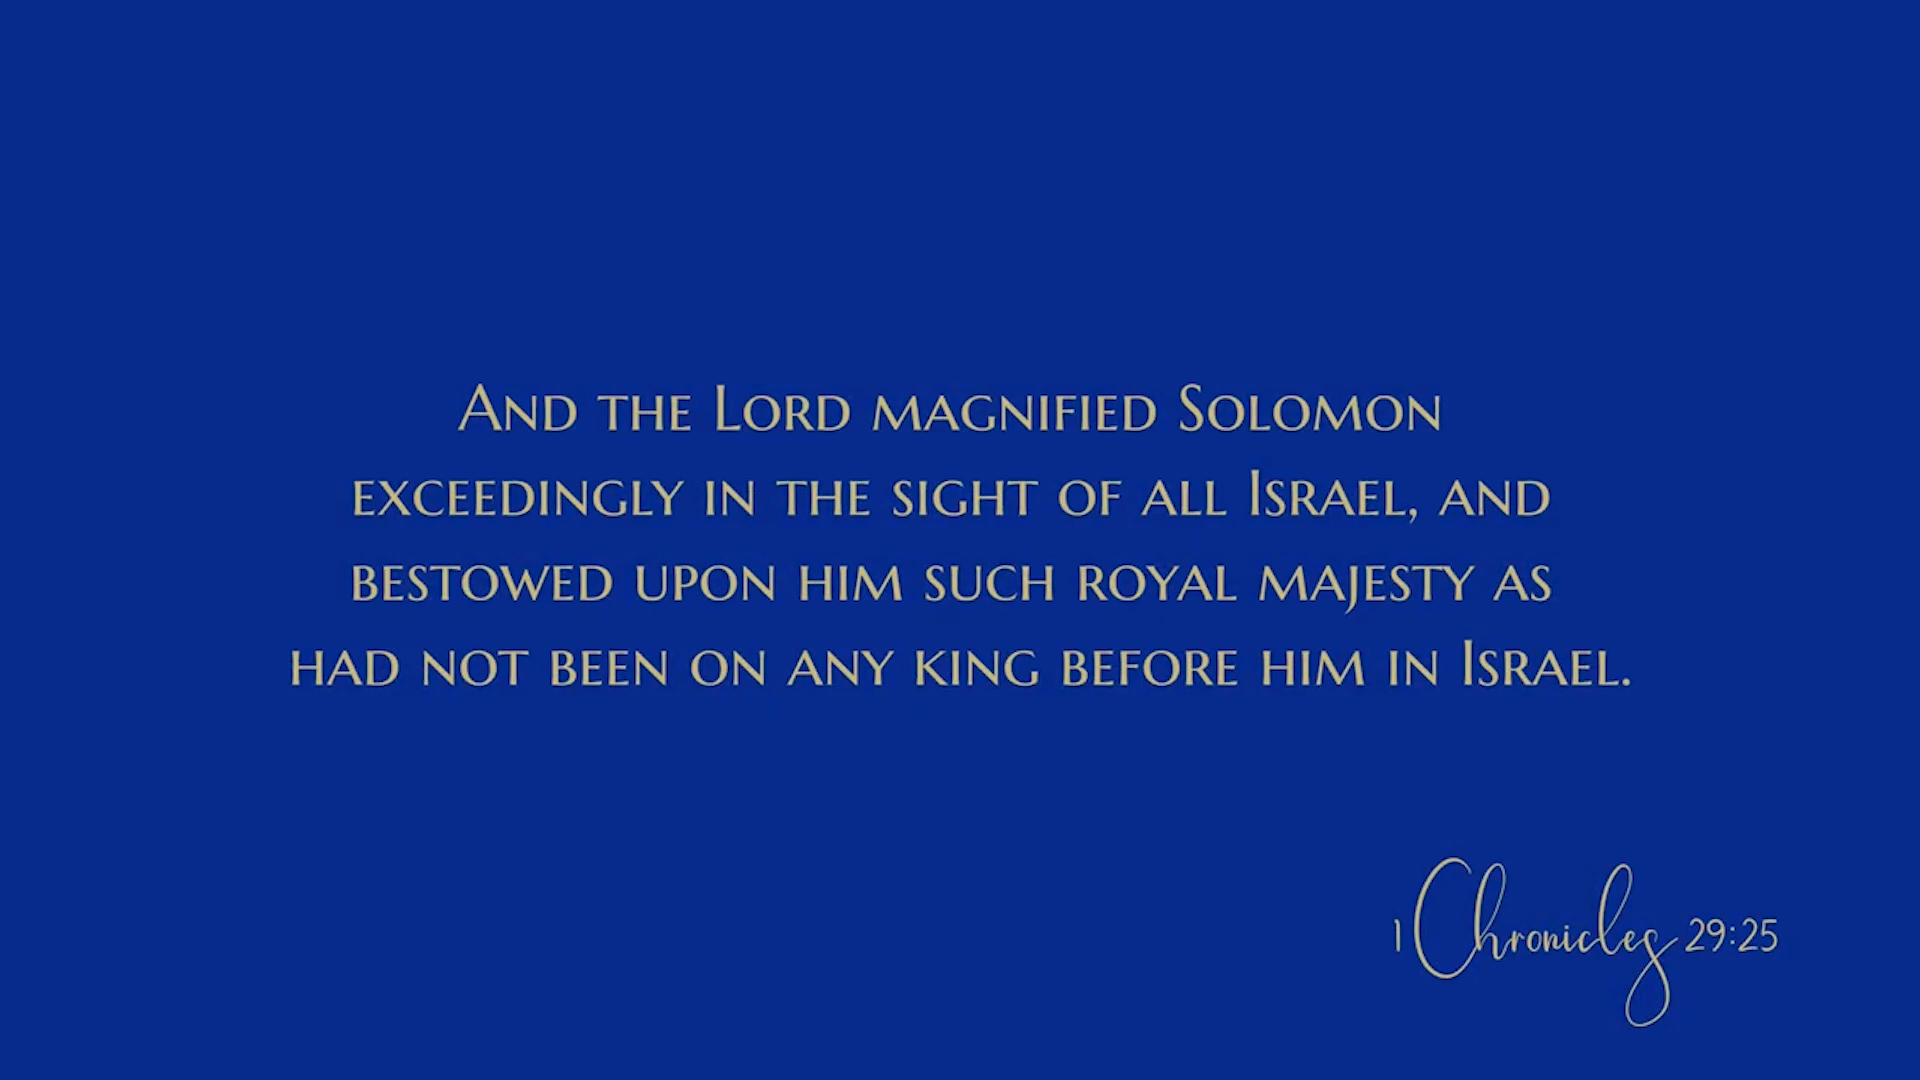 And the Lord magnified Solomon
exceedingly in the sight of all Israel, and
bestowed upon him such royal majesty as
had not been on any king before him in Israel.
1 Chronicles 29:25